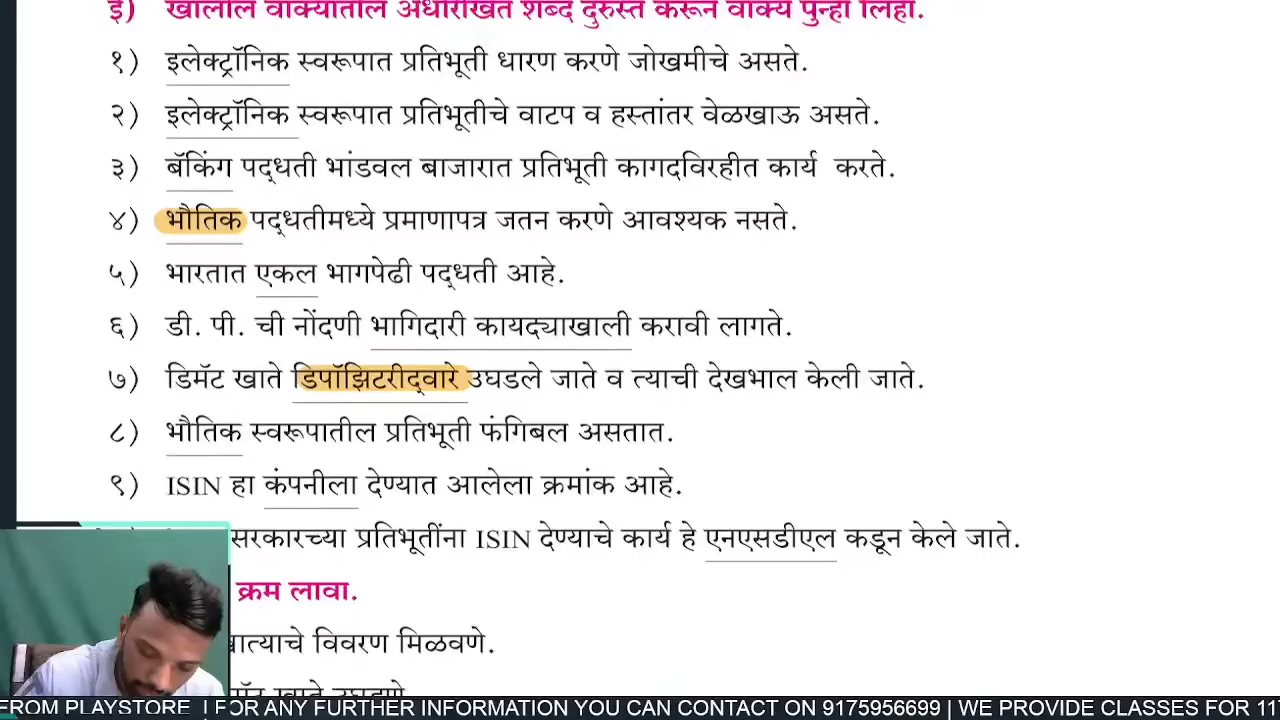 इ) खालील वाक्यातील अधोरेखित शब्द दुरुस्त करून वाक्य पुन्हा लिहा.
१) इलेक्ट्रॉनिक स्वरूपात प्रतिभूती धारण करणे जोखमीचे असते.
२) इलेक्ट्रॉनिक स्वरूपात प्रतिभूतीचे वाटप व हस्तांतर वेळखाऊ असते.
३) बॅकिंग पद्धती भांडवल बाजारात प्रतिभूती कागदविरहीत कार्य करते.
४) भौतिक पद्धतीमध्ये प्रमाणापत्र जतन करणे आवश्यक नसते.
५) भारतात एकल भागपेढी पद्धती आहे.
६) डी. पी. ची नोंदणी भागिदारी कायद्याखाली करावी लागते.
७) डिमॅट खाते डिपॉझिटरीद्वारे उघडले जाते व त्याची देखभाल केली जाते.
८) भौतिक स्वरूपातील प्रतिभूती फंगिबल असतात.
९) ISIN हा कंपनीला देण्यात आलेला क्रमांक आहे.
सरकारच्या प्रतिभूतींना ISIN देण्याचे कार्य हे एनएसडीएल कडून केले जाते.
क्रम लावा.
खात्याचे विवरण मिळवणे.
खाते उघडणे
FROM PLAYSTORE | FOR ANY FURTHER INFORMATION YOU CAN CONTACT ON 9175956699 | WE PROVIDE CLASSES FOR 11